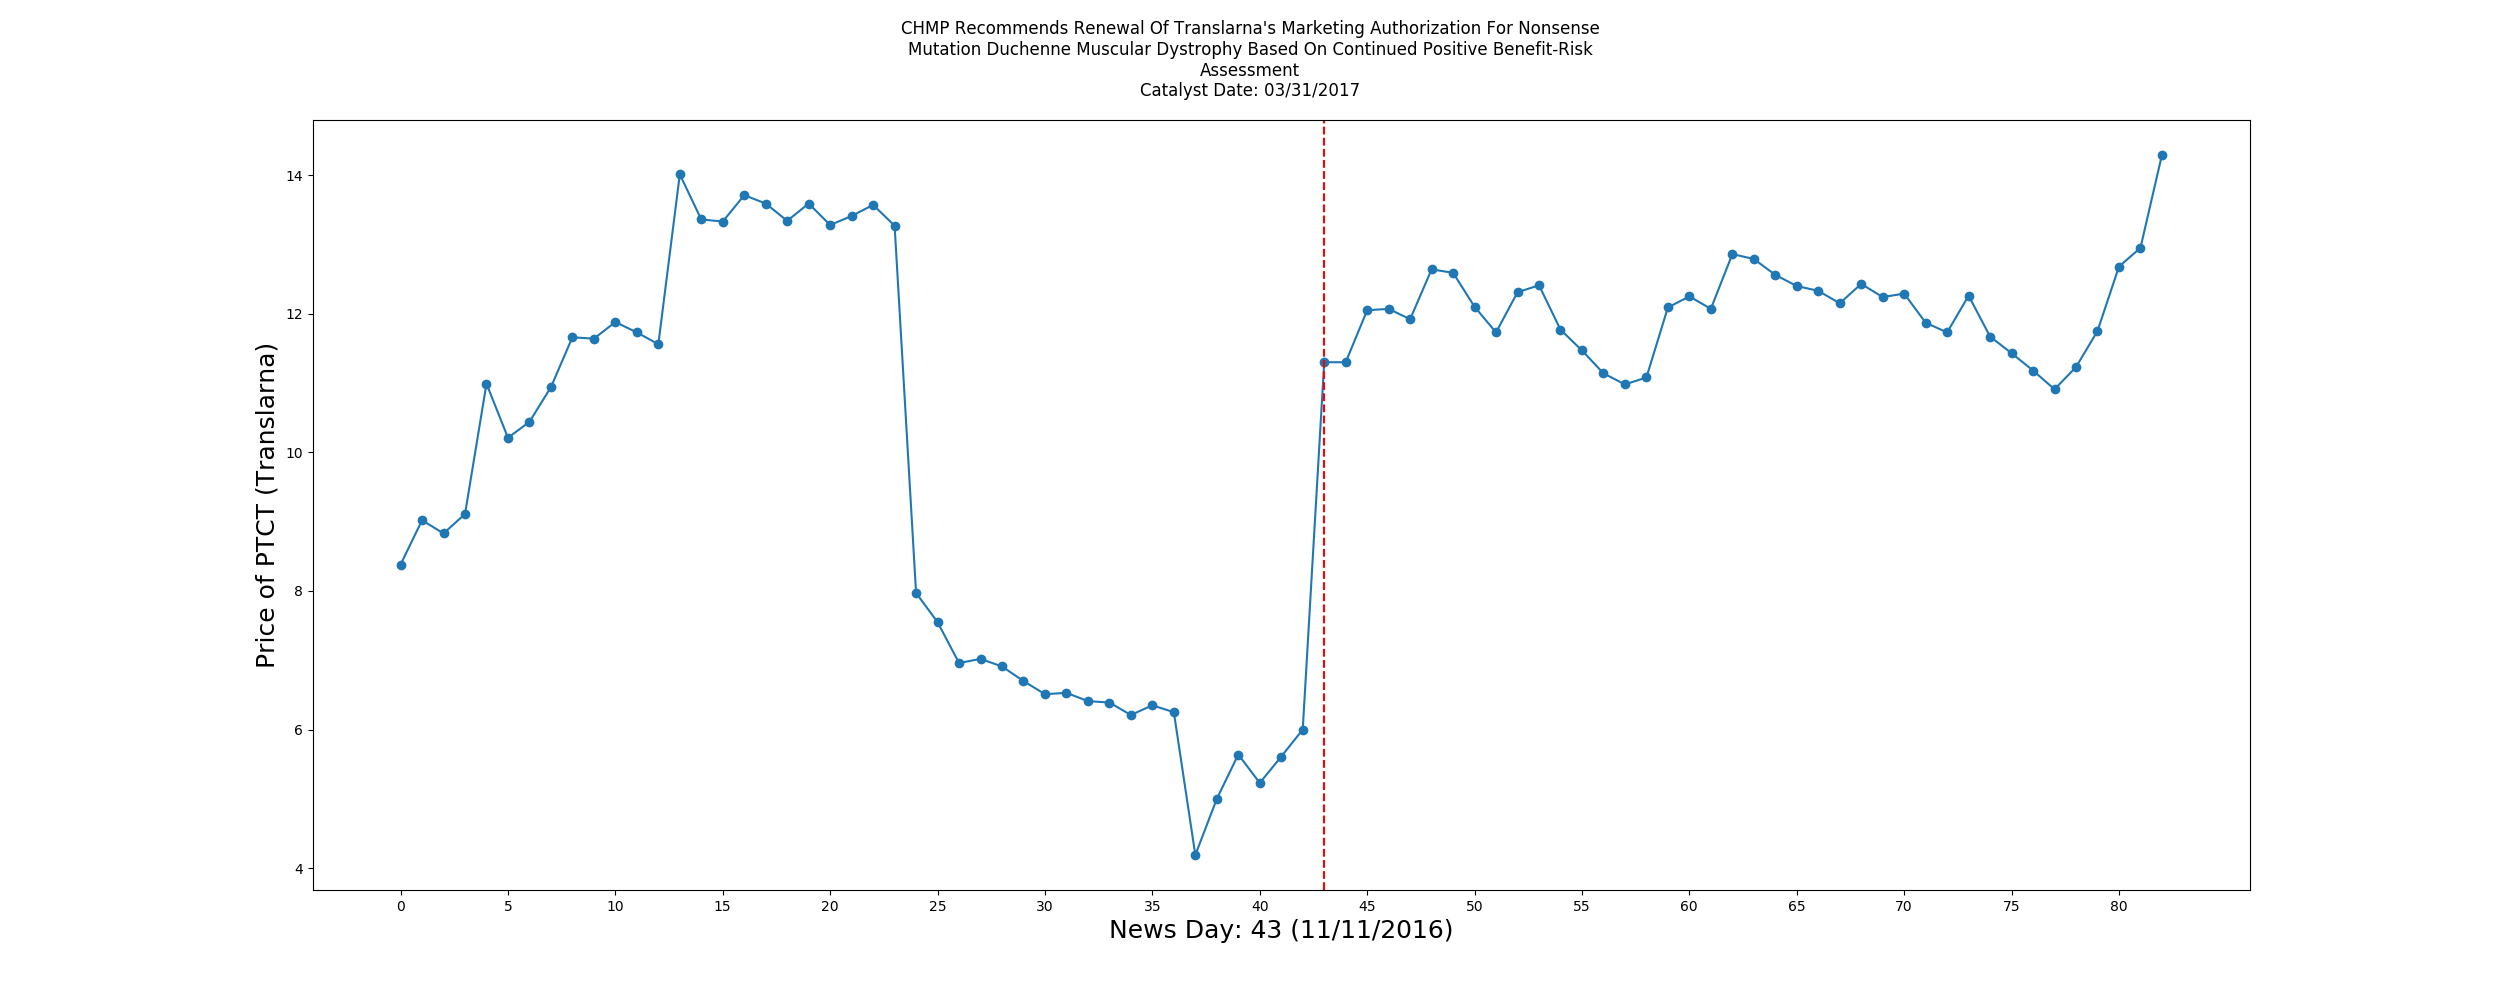 CHMP Recommends Renewal Of Translarna's Marketing Authorization For Nonsense
Mutation Duchenne Muscular Dystrophy Based On Continued Positive Benefit-Risk
Assessment
Catalyst Date: 03/31/2017
Price of PTCT (Translarna)
14
12
10
8
6
4
0 5 10 15 20 25 30 35 40 45 50 55 60 65 70 75 80
News Day: 43 (11/11/2016)